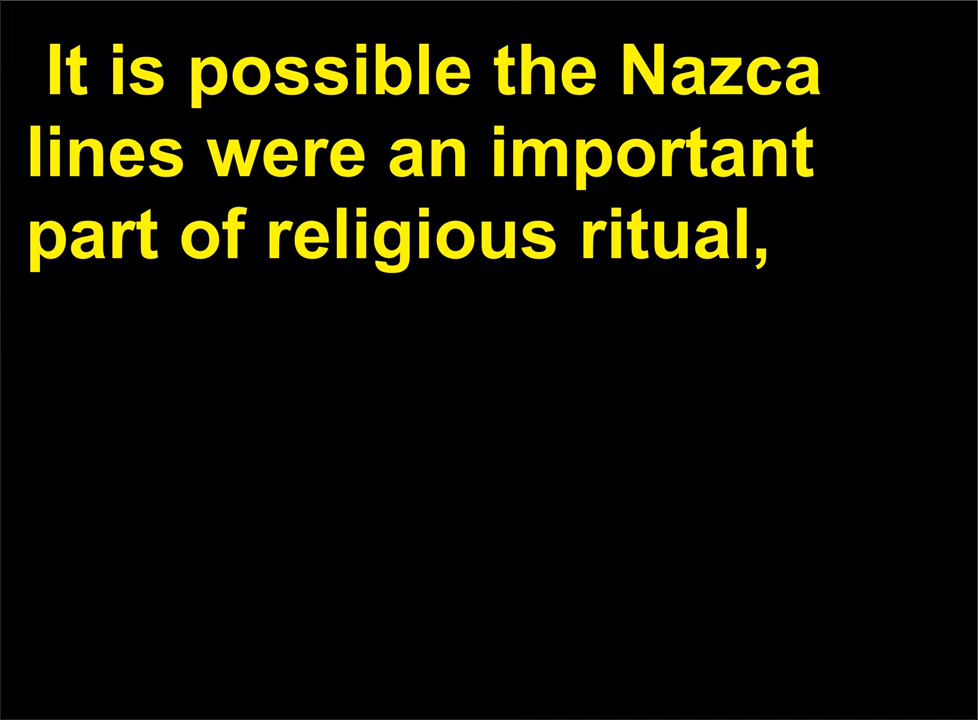 It is possible the Nazca
lines were an important
part of religious ritual,